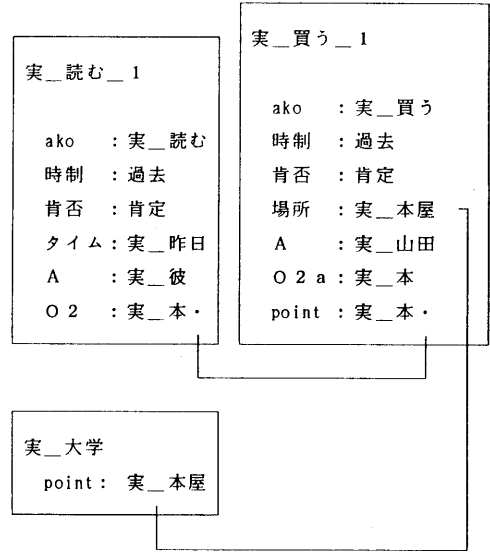 実＿読む＿１
ako ：実＿読む
時制 ：過去
肯否 ：肯定
タイム：実＿昨日
A ：実＿彼
O２ ：実＿本・
実＿買う＿１
ako ：実＿買う
時制 ：過去
肯否 ：肯定
場所 ：実＿本屋
A ：実＿山田
O２a：実＿本
point：実＿本・
実＿大学
point： 実＿本屋